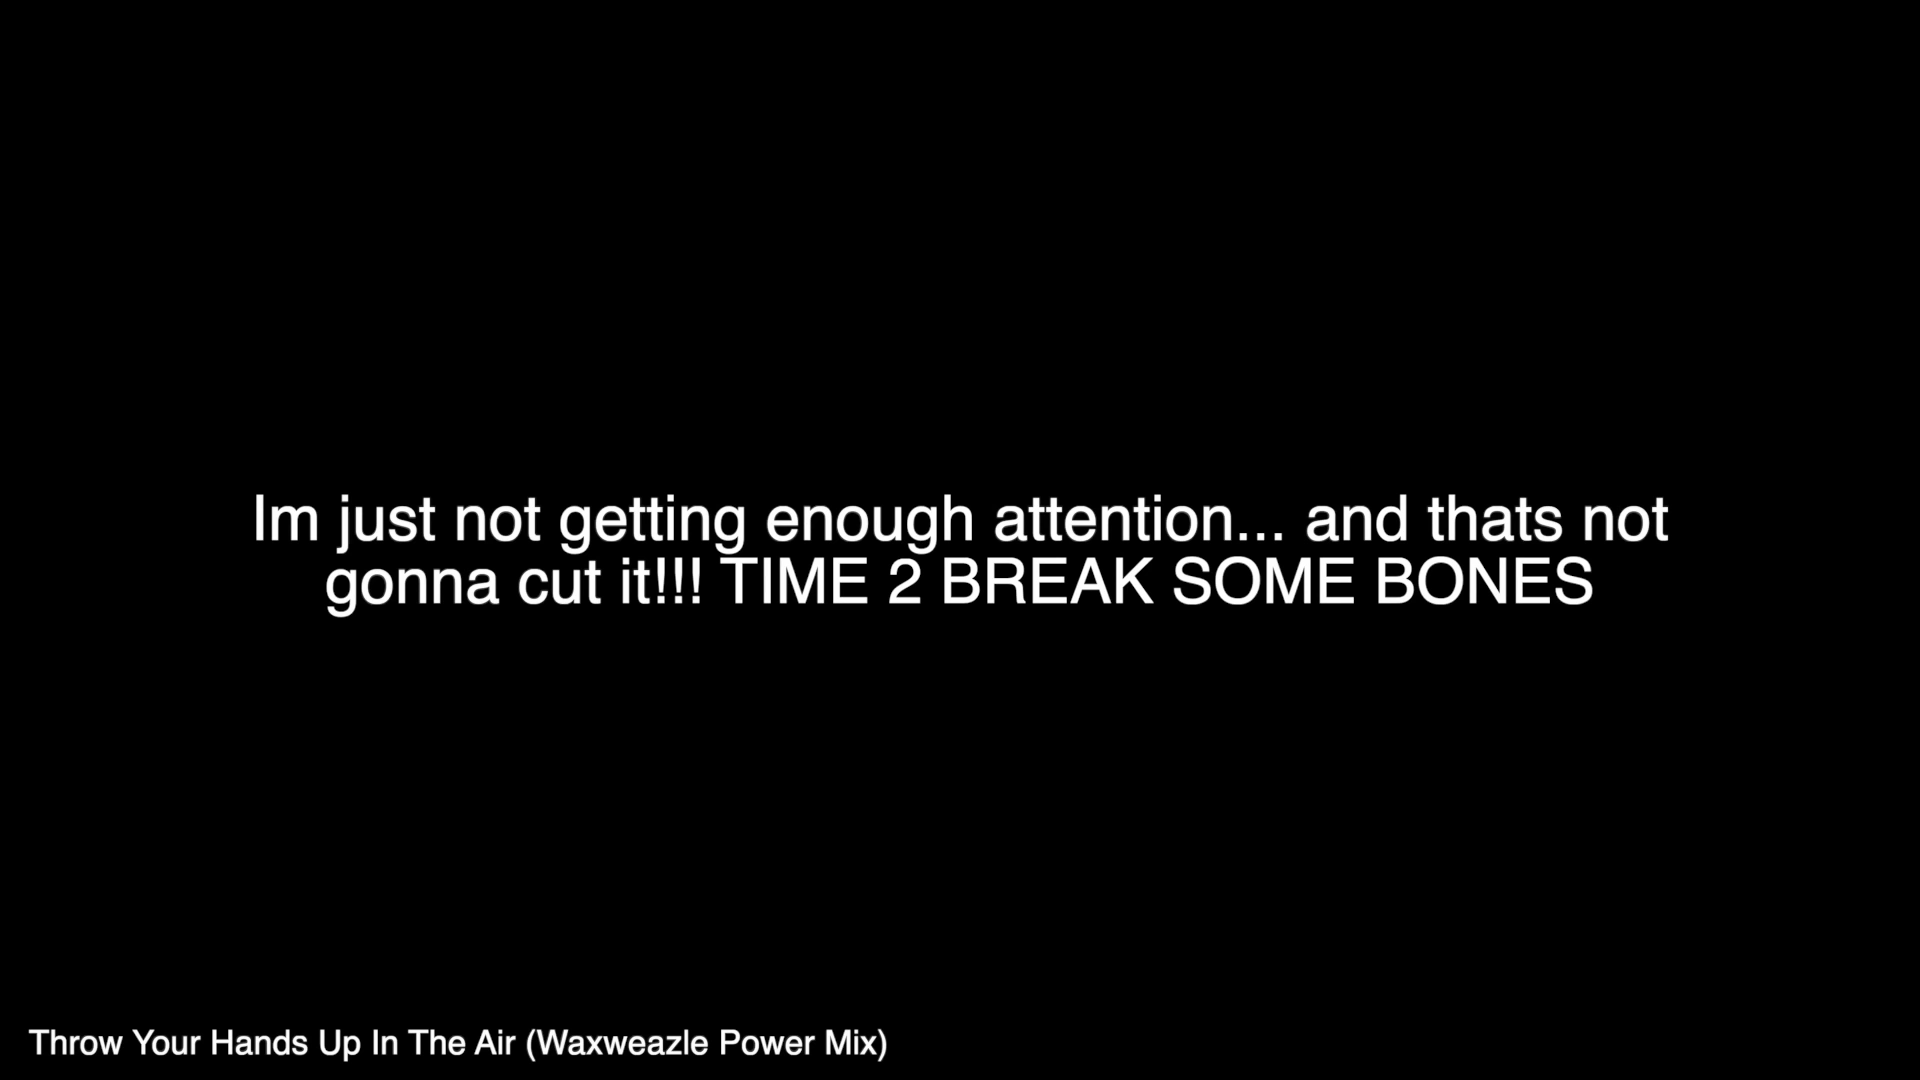 Im just not getting enough attention... and thats not
gonna cut it!!! TIME 2 BREAK SOME BONES
Throw Your Hands Up In The Air (Waxweazle Power Mix)